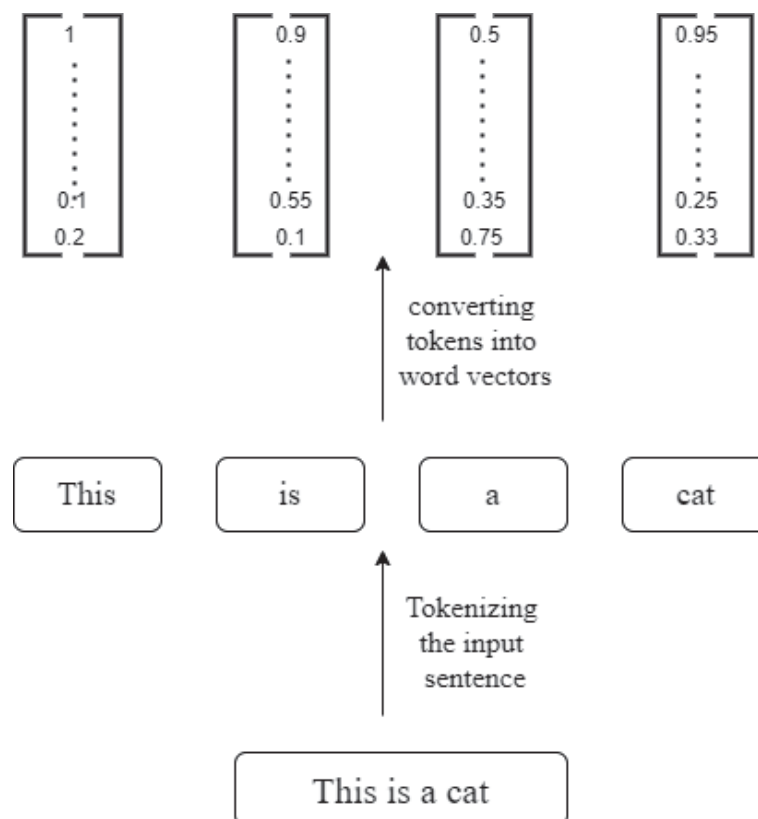 1 0.9 0.5 0.95
0.1 0.55 0.35 0.25
0.2 0.1 0.75 0.33
converting
tokens into
word vectors
This is a cat
Tokenizing
the input
sentence
This is a cat